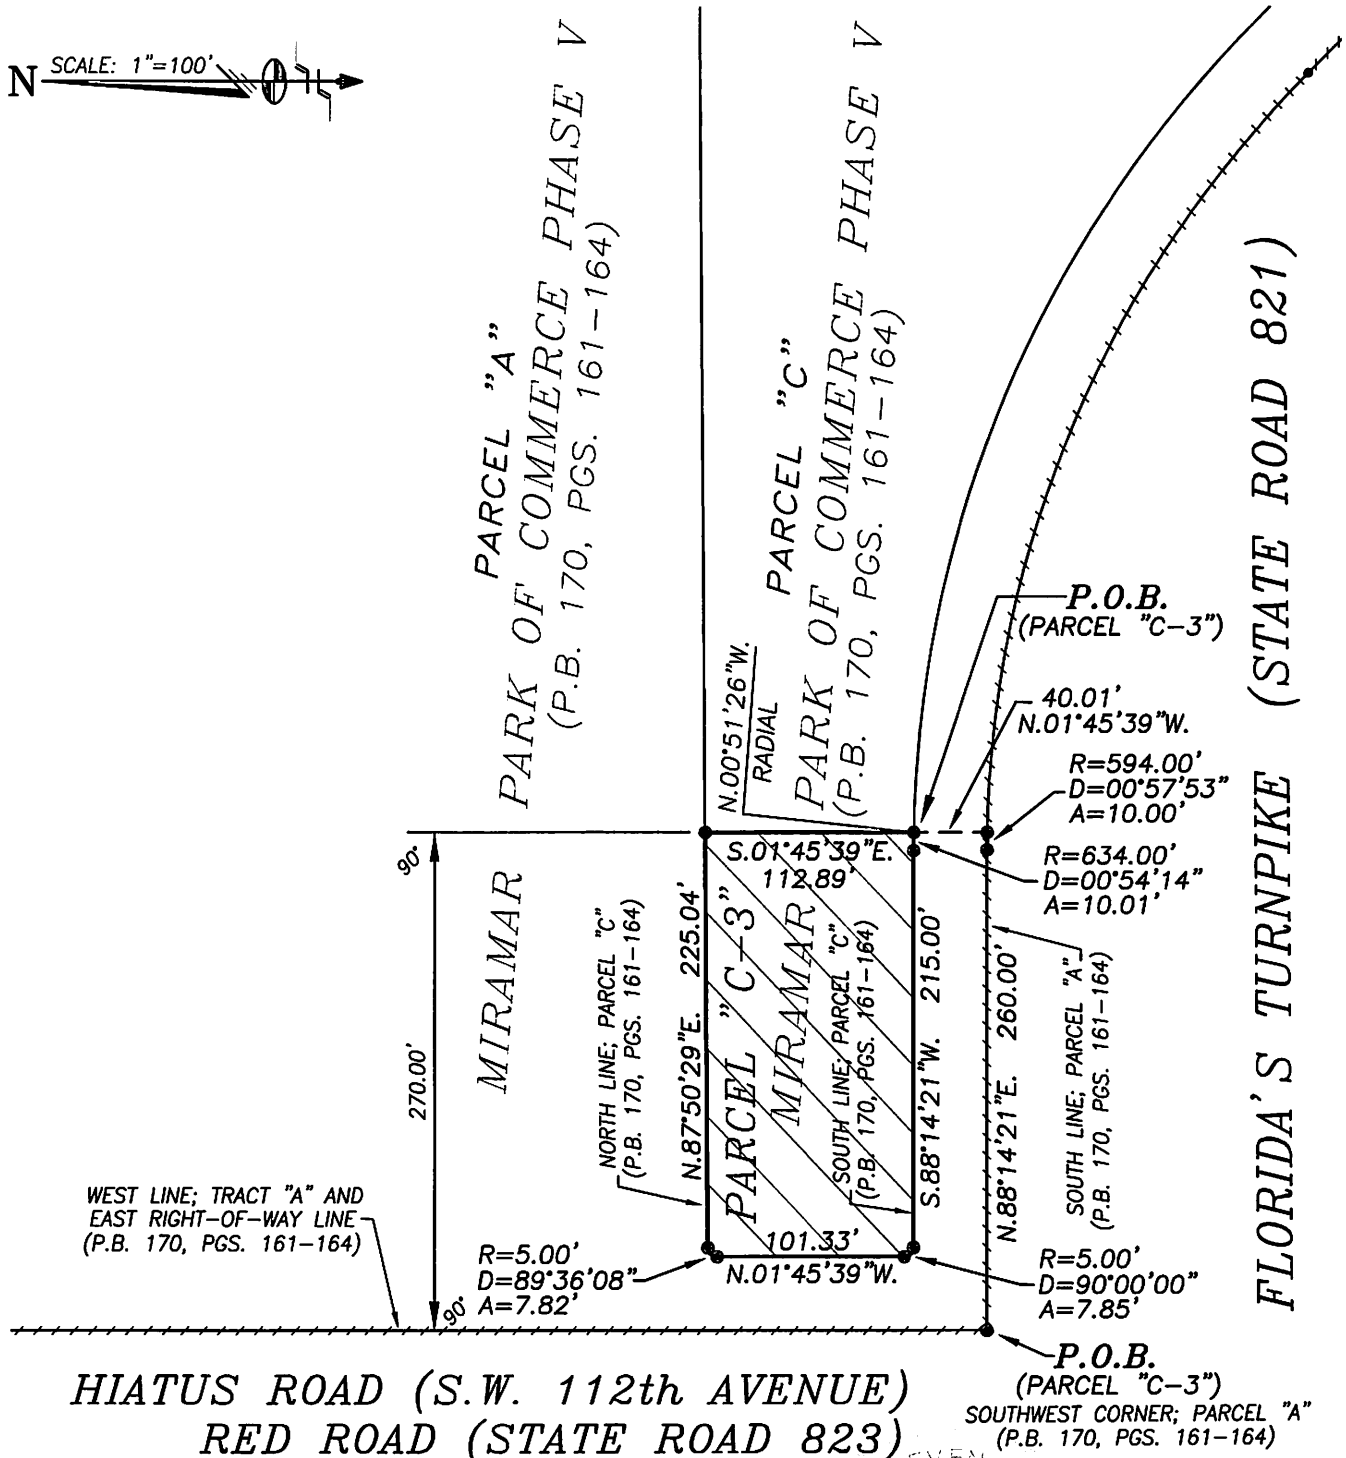 N
SCALE: 1"=100'
PARCEL "A"
MIRAMAR PARK OF COMMERCE PHASE V
(P.B. 170, PGS. 161-164)
PARCEL "C"
MIRAMAR PARK OF COMMERCE PHASE V
(P.B. 170, PGS. 161-164)
FLORIDA'S TURNPIKE (STATE ROAD 821)
P.O.B.
(PARCEL "C-3")
40.01'
N.01°45'39"W.
R=594.00'
D=00°57'53"
A=10.00'
R=634.00'
D=00°54'14"
A=10.01'
N.00°51'26"W.
RADIAL
S.01°45'39"E.
112.89'
90°
270.00'
90°
NORTH LINE; PARCEL "C"
(P.B. 170, PGS. 161-164)
N.87°50'29"E. 225.04'
PARCEL "C-3"
SOUTH LINE; PARCEL "C"
(P.B. 170, PGS. 161-164)
S.88°14'21"W. 215.00'
N.88°14'21"E. 260.00'
SOUTH LINE; PARCEL "A"
(P.B. 170, PGS. 161-164)
WEST LINE; TRACT "A" AND
EAST RIGHT-OF-WAY LINE
(P.B. 170, PGS. 161-164)
R=5.00'
D=89°36'08"
A=7.82'
101.33'
N.01°45'39"W.
R=5.00'
D=90°00'00"
A=7.85'
P.O.B.
(PARCEL "C-3")
SOUTHWEST CORNER; PARCEL "A"
(P.B. 170, PGS. 161-164)
HIATUS ROAD (S.W. 112th AVENUE)
RED ROAD (STATE ROAD 823)